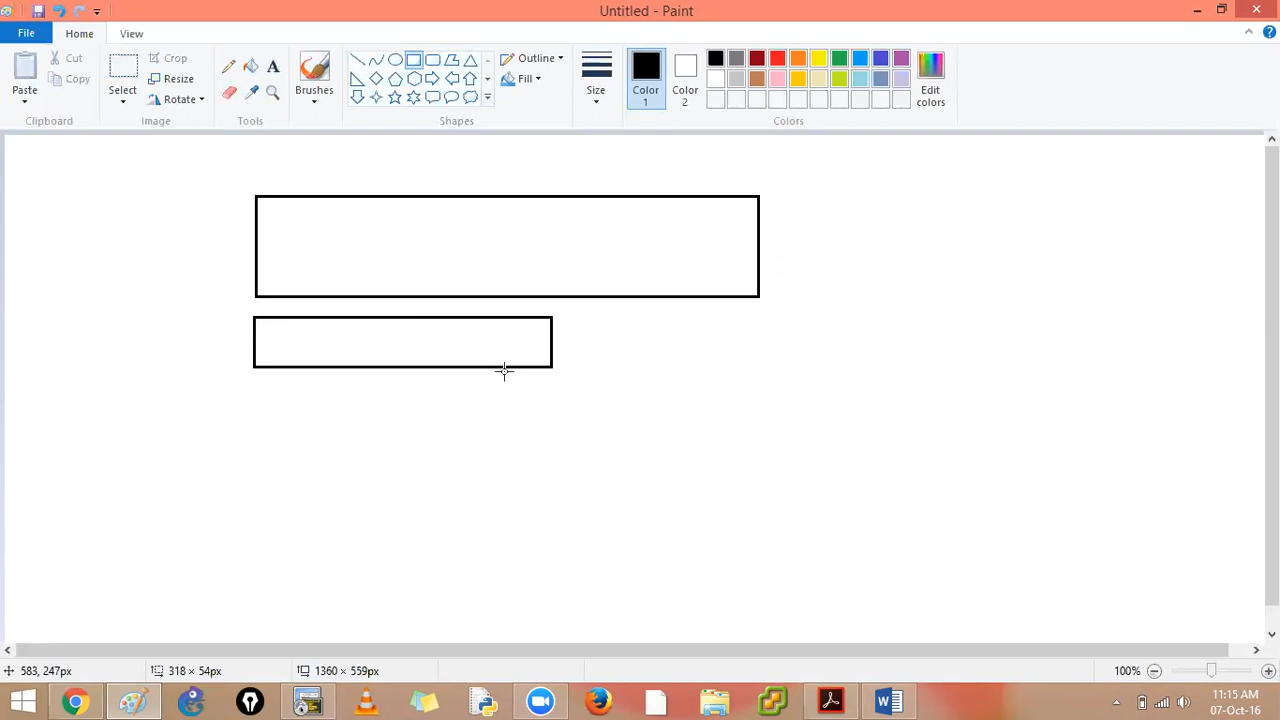 Untitled - Paint
File
Home
View
Paste
Cut
Copy
Clipboard
Select
Crop
Resize
Rotate
Image
A
Tools
Brushes
Outline
Fill
Shapes
Size
Color 1
Color 2
Edit colors
Colors
583, 247px
318 × 54px
1360 × 559px
100%
11:15 AM
07-Oct-16